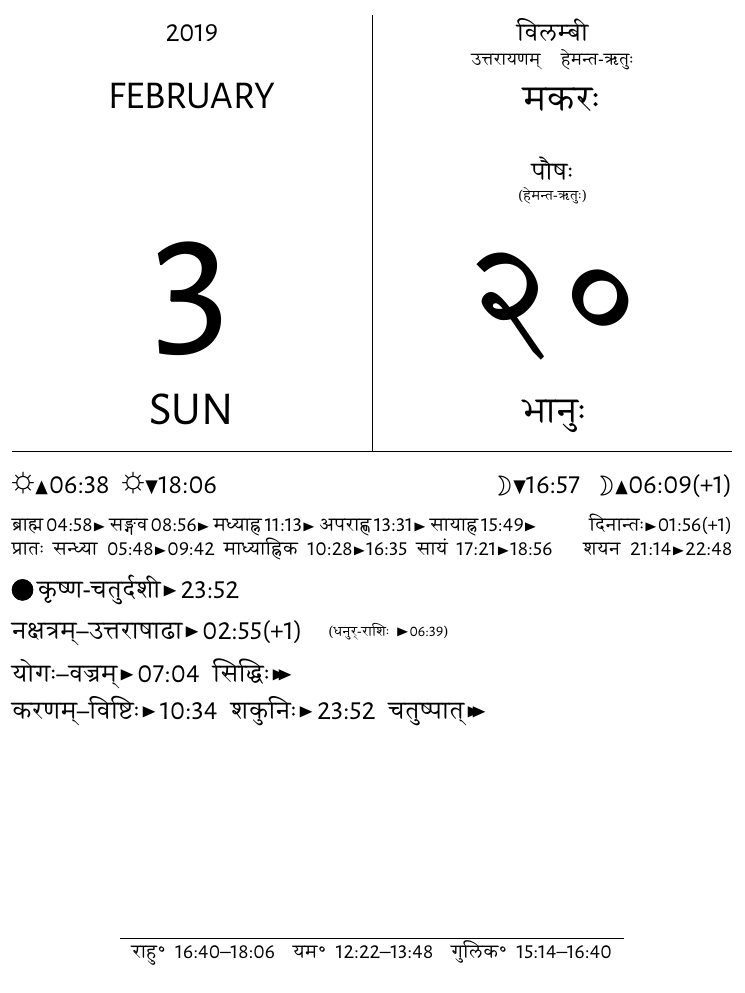 2019
FEBRUARY
3
SUN
विलम्बी
उत्तरायणम् हेमन्त-ऋतुः
मकरः
पौषः
(हेमन्त-ऋतुः)
२०
भानुः
☼▲06:38 ☼▼18:06 ☽▼16:57 ☽▲06:09(+1)
ब्राह्म 04:58► सङ्गव 08:56► मध्याह्न 11:13► अपराह्ण 13:31► सायाह्न 15:49► दिनान्तः►01:56(+1)
प्रातः सन्ध्या 05:48►09:42 माध्याह्निक 10:28►16:35 सायं 17:21►18:56 शयन 21:14►22:48
●कृष्ण-चतुर्दशी►23:52
नक्षत्रम्–उत्तराषाढा►02:55(+1) (धनुर्-राशिः ►06:39)
योगः–वज्रम्►07:04 सिद्धिः►►
करणम्–विष्टिः►10:34 शकुनिः►23:52 चतुष्पात्►►
राहु° 16:40–18:06 यम° 12:22–13:48 गुलिक° 15:14–16:40